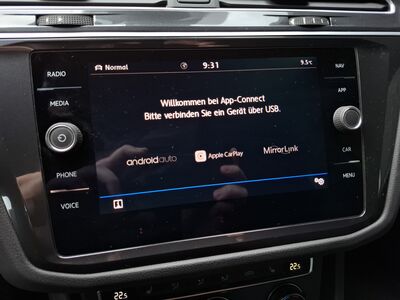 RADIO
MEDIA
PHONE
VOICE
Normal
9:31
9.5°C
Willkommen bei App-Connect
Bitte verbinden Sie ein Gerät über USB.
androidauto
Apple CarPlay
MirrorLink
NAV
APP
CAR
MENU
22.5
22.5